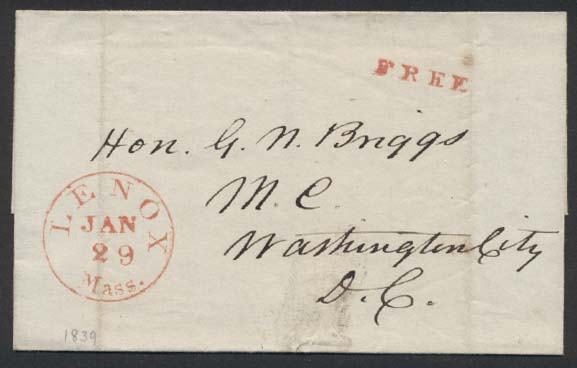 FREE
Hon. G. N. Briggs
M. C.
Washington City
D. C.
LENOX
JAN
29
Mass.
1839